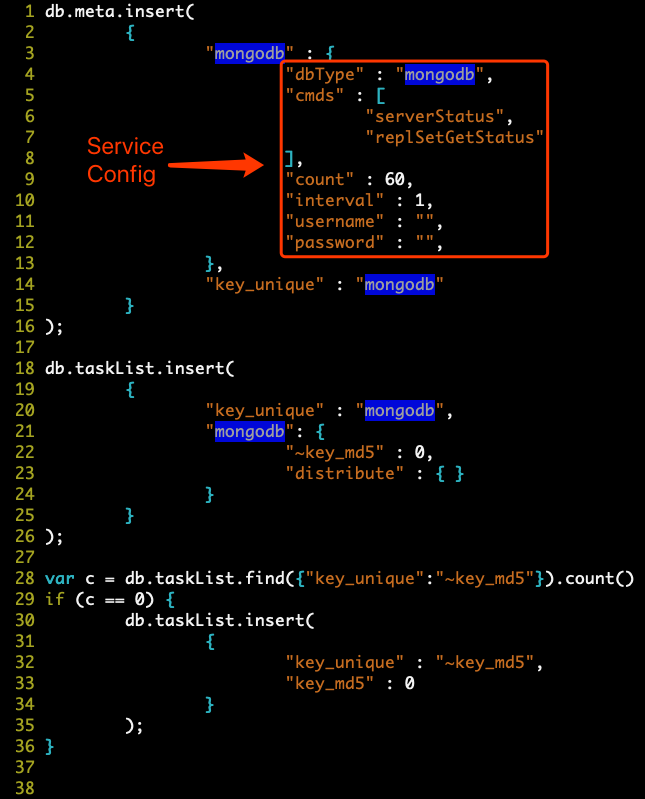 1 db.meta.insert(
2 {
3 "mongodb" : {
4 "dbType" : "mongodb",
5 "cmds" : [
6 "serverStatus",
7 "replSetGetStatus"
8 ],
9 "count" : 60,
10 "interval" : 1,
11 "username" : "",
12 "password" : "",
13 },
14 "key_unique" : "mongodb"
15 }
16 );
17
18 db.taskList.insert(
19 {
20 "key_unique" : "mongodb",
21 "mongodb": {
22 "~key_md5" : 0,
23 "distribute" : { }
24 }
25 }
26 );
27
28 var c = db.taskList.find({"key_unique":"~key_md5"}).count()
29 if (c == 0) {
30 db.taskList.insert(
31 {
32 "key_unique" : "~key_md5",
33 "key_md5" : 0
34 }
35 );
36 }
37
38
Service
Config